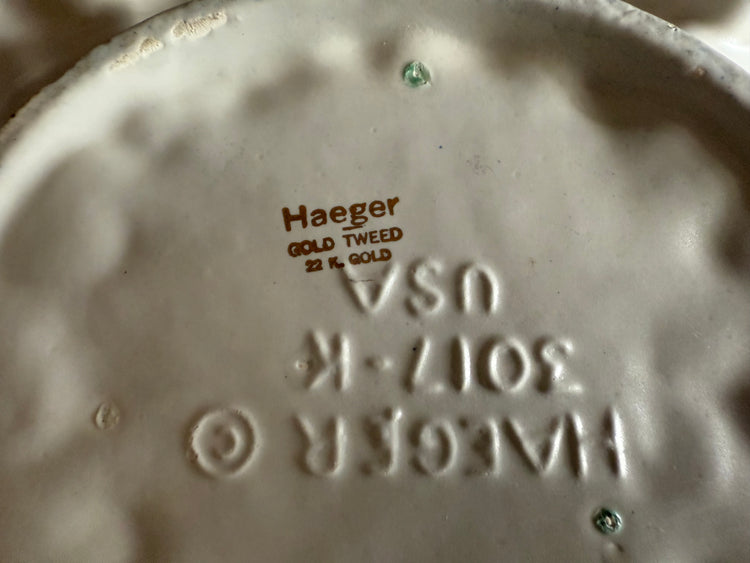 Haeger
GOLD TWEED
22 K. GOLD
HAEGER ©
3017-K
USA